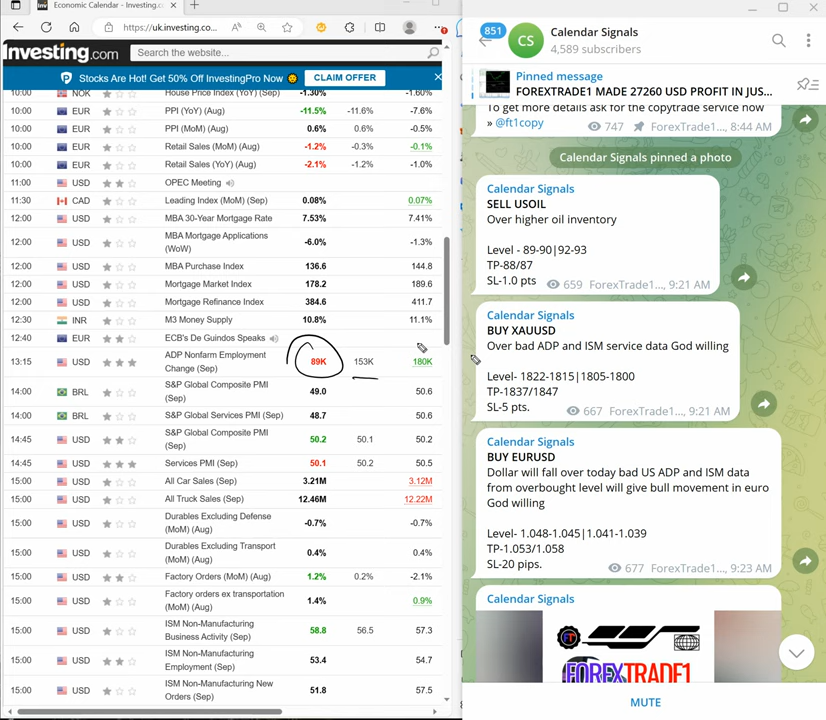 Economic Calendar - Investing.co
https://uk.investing.co...
Investing.com
Search the website...
Stocks Are Hot! Get 50% Off InvestingPro Now
CLAIM OFFER
10:00 NOK House Price Index (YoY) (Aug) -1.30% -1.60%
10:00 EUR PPI (YoY) (Aug) -11.5% -11.6% -7.6%
10:00 EUR PPI (MoM) (Aug) 0.6% 0.6% -0.5%
10:00 EUR Retail Sales (MoM) (Aug) -1.2% -0.3% -0.1%
10:00 EUR Retail Sales (YoY) (Aug) -2.1% -1.2% -1.0%
11:00 USD OPEC Meeting
11:30 CAD Leading Index (MoM) (Sep) 0.08% 0.07%
12:00 USD MBA 30-Year Mortgage Rate 7.53% 7.41%
12:00 USD MBA Mortgage Applications
(WoW) -6.0% -1.3%
12:00 USD MBA Purchase Index 136.6 144.8
12:00 USD Mortgage Market Index 178.2 189.6
12:00 USD Mortgage Refinance Index 384.6 411.7
12:30 INR M3 Money Supply 10.8% 11.1%
12:40 EUR ECB's De Guindos Speaks
13:15 USD ADP Nonfarm Employment
Change (Sep) 89K 153K 180K
14:00 BRL S&P Global Composite PMI
(Sep) 49.0 50.6
14:00 BRL S&P Global Services PMI (Sep) 48.7 50.6
14:45 USD S&P Global Composite PMI
(Sep) 50.2 50.1 50.2
14:45 USD Services PMI (Sep) 50.1 50.2 50.5
15:00 USD All Car Sales (Sep) 3.21M 3.12M
15:00 USD All Truck Sales (Sep) 12.46M 12.22M
15:00 USD Durables Excluding Defense
(MoM) (Aug) -0.7% -0.7%
15:00 USD Durables Excluding Transport
(MoM) (Aug) 0.4% 0.4%
15:00 USD Factory Orders (MoM) (Aug) 1.2% 0.2% -2.1%
15:00 USD Factory orders ex transportation
(MoM) (Aug) 1.4% 0.9%
15:00 USD ISM Non-Manufacturing
Business Activity (Sep) 58.8 56.5 57.3
15:00 USD ISM Non-Manufacturing
Employment (Sep) 53.4 54.7
15:00 USD ISM Non-Manufacturing New
Orders (Sep) 51.8 57.5
851
CS
Calendar Signals
4,589 subscribers
Pinned message
FOREXTRADE1 MADE 27260 USD PROFIT IN JUS...
To get more details ask for the copytrade service now
» @ft1copy 747 ForexTrade1..., 8:44 AM
Calendar Signals pinned a photo
Calendar Signals
SELL USOIL
Over higher oil inventory
Level - 89-90|92-93
TP-88/87
SL-1.0 pts 659 ForexTrade1..., 9:21 AM
Calendar Signals
BUY XAUUSD
Over bad ADP and ISM service data God willing
Level- 1822-1815|1805-1800
TP-1837/1847
SL-5 pts. 667 ForexTrade1..., 9:21 AM
Calendar Signals
BUY EURUSD
Dollar will fall over today bad US ADP and ISM data
from overbought level will give bull movement in euro
God willing
Level- 1.048-1.045|1.041-1.039
TP-1.053/1.058
SL-20 pips. 677 ForexTrade1..., 9:23 AM
Calendar Signals
FT
FOREXTRADE1
MUTE